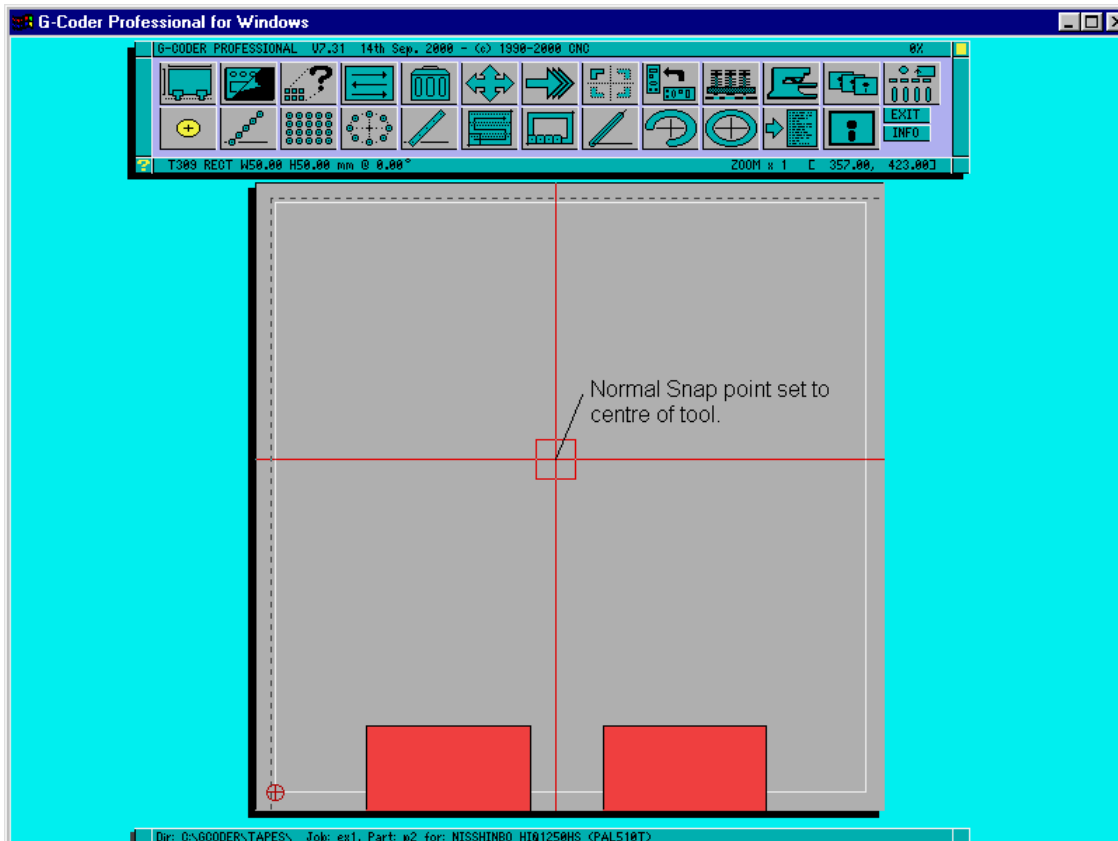 G-Coder Professional for Windows
G-CODER PROFESSIONAL V7.31 14th Sep. 2000 - (c) 1990-2000 CNC 0%
EXIT
INFO
? T309 RECT W50.00 H50.00 mm @ 0.00° ZOOM x 1 [ 357.00, 423.00]
Normal Snap point set to
centre of tool.
Dir: C:\GCODER\TAPES\ Job: ex1, Part: p2 for: NISSHINBO HIQ1250HS (PAL510T)